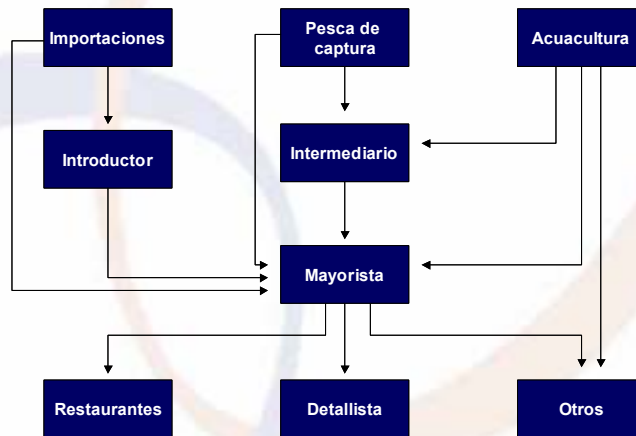 Importaciones
Pesca de
captura
Acuacultura
Introductor
Intermediario
Mayorista
Restaurantes
Detallista
Otros